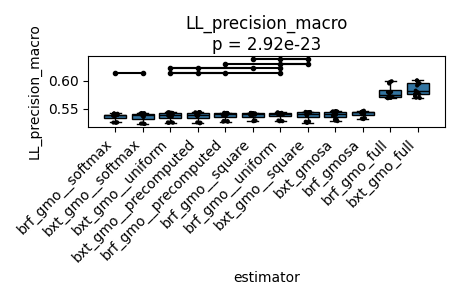 LL_precision_macro
p = 2.92e-23
LL_precision_macro
0.60
0.55
brf_gmo__softmax
bxt_gmo__softmax
bxt_gmo__uniform
bxt_gmo__precomputed
brf_gmo__precomputed
brf_gmo__square
brf_gmo__uniform
bxt_gmo__square
bxt_gmosa
brf_gmosa
brf_gmo_full
bxt_gmo_full
estimator